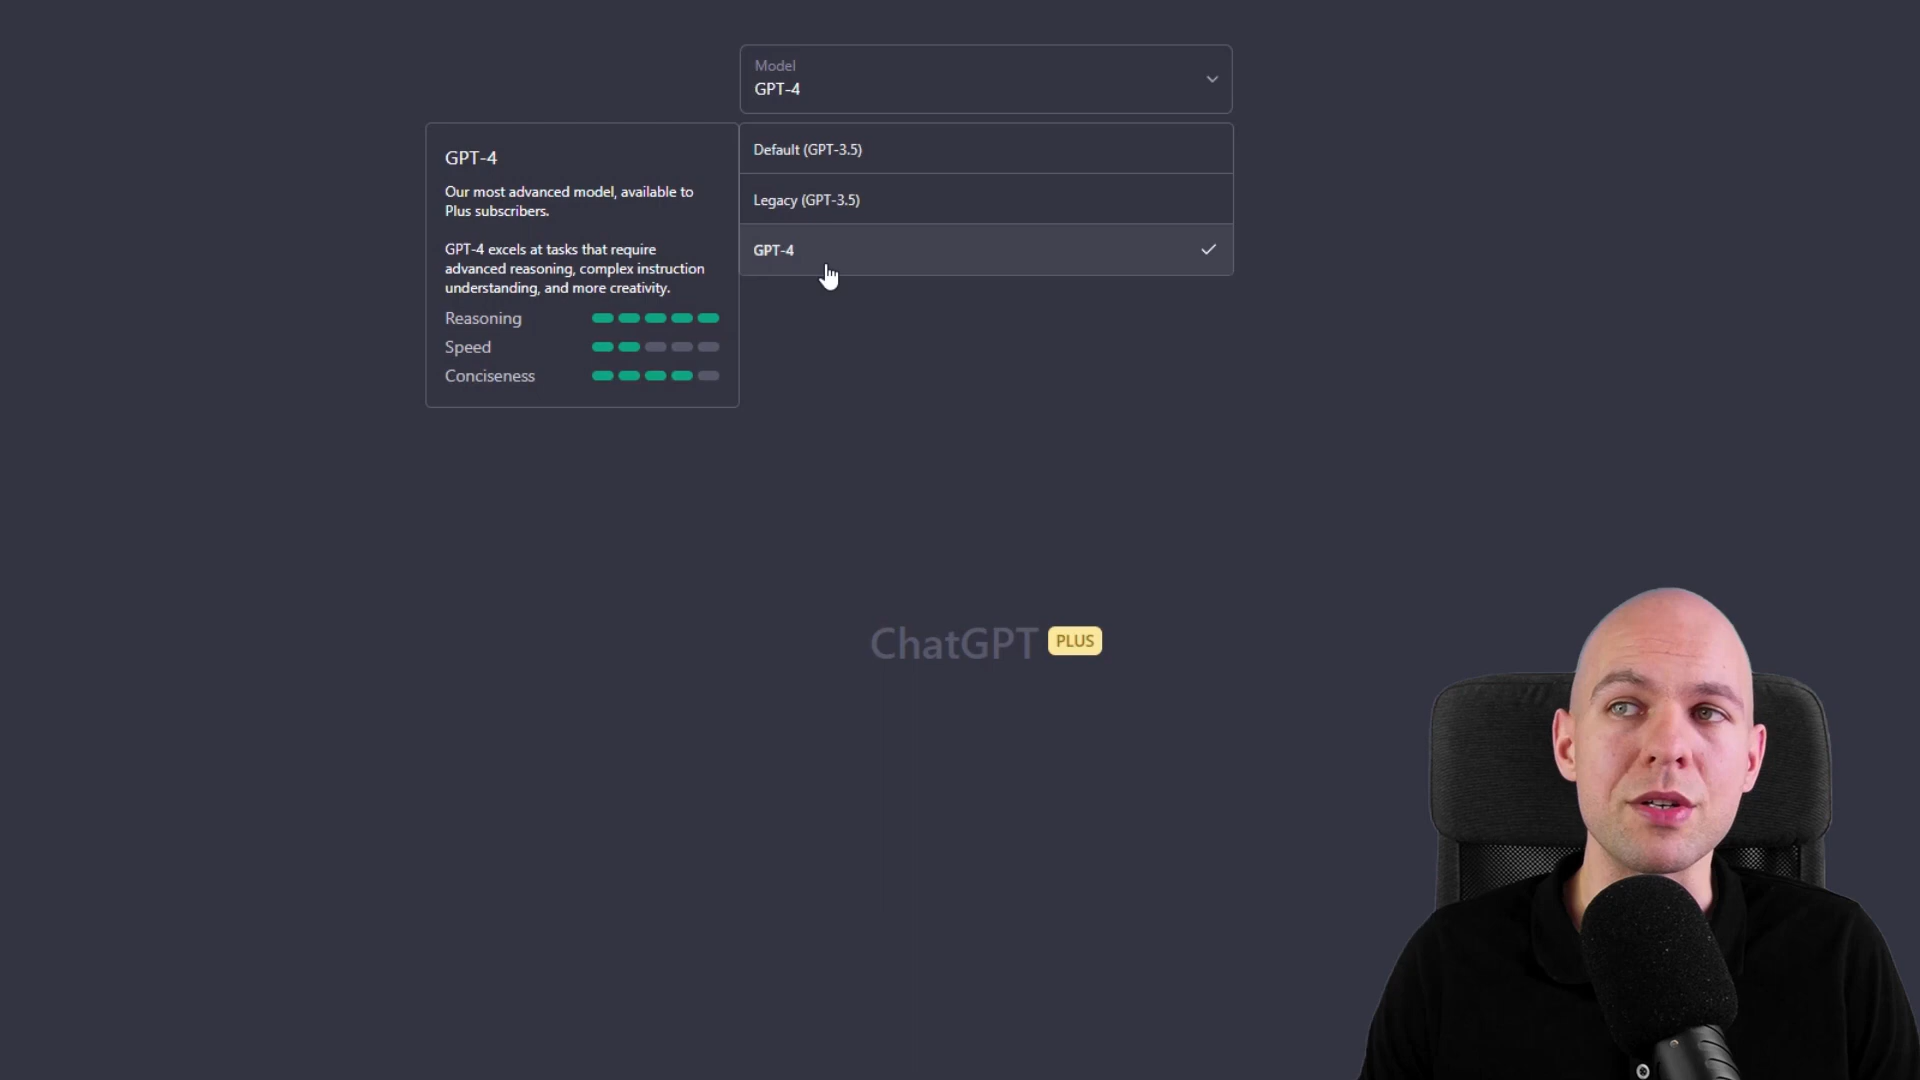 Model
GPT-4
GPT-4
Our most advanced model, available to
Plus subscribers.
GPT-4 excels at tasks that require
advanced reasoning, complex instruction
understanding, and more creativity.
Reasoning
Speed
Conciseness
Default (GPT-3.5)
Legacy (GPT-3.5)
GPT-4
ChatGPT PLUS